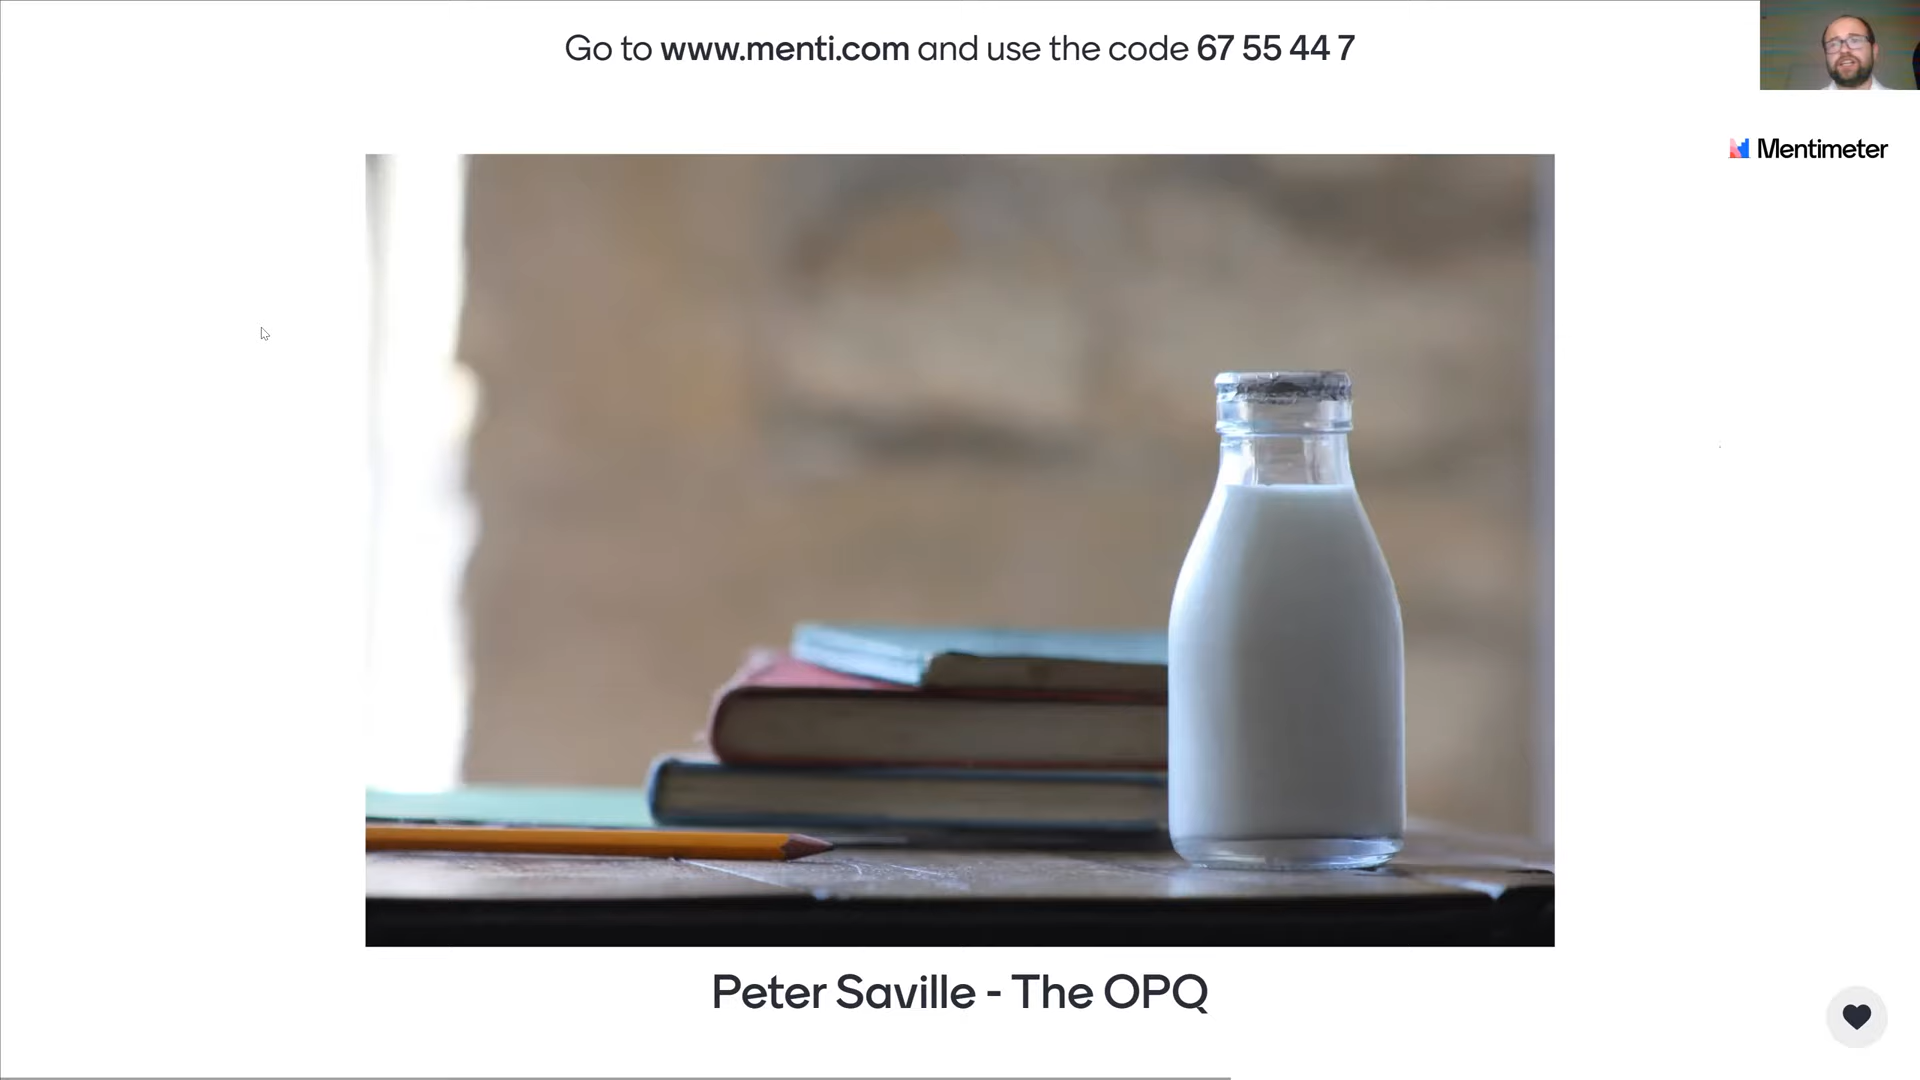 Go to www.menti.com and use the code 67 55 44 7
Mentimeter
Peter Saville - The OPQ